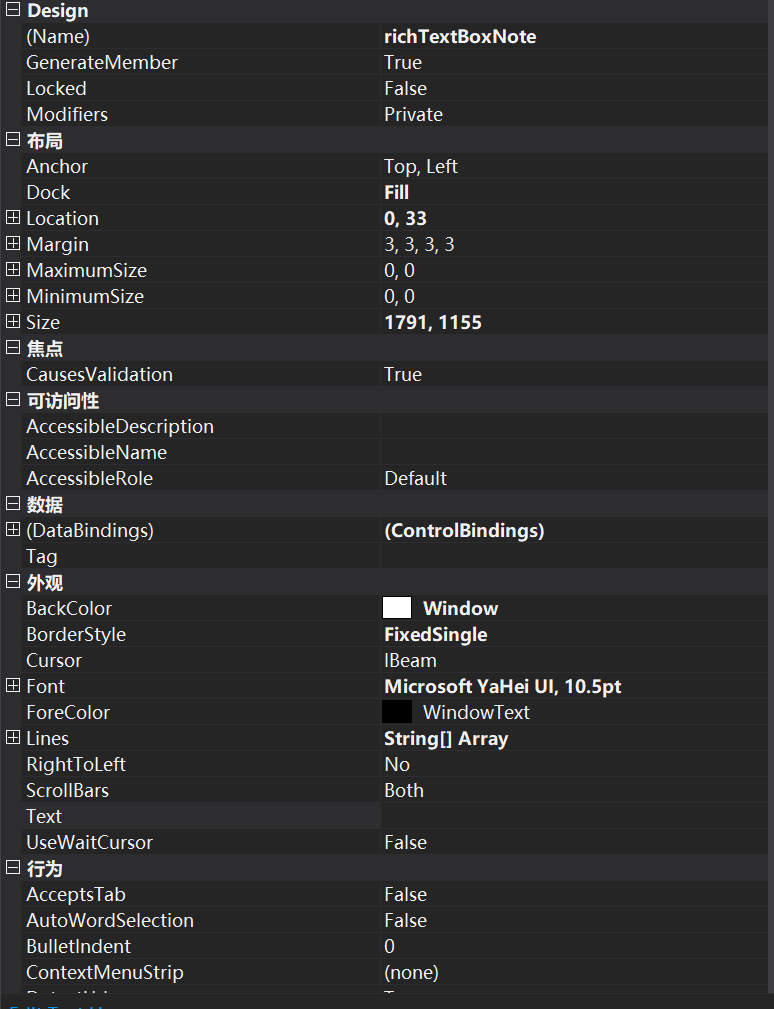 Design
(Name) richTextBoxNote
GenerateMember True
Locked False
Modifiers Private
布局
Anchor Top, Left
Dock Fill
Location 0, 33
Margin 3, 3, 3, 3
MaximumSize 0, 0
MinimumSize 0, 0
Size 1791, 1155
焦点
CausesValidation True
可访问性
AccessibleDescription
AccessibleName
AccessibleRole Default
数据
(DataBindings) (ControlBindings)
Tag
外观
BackColor Window
BorderStyle FixedSingle
Cursor IBeam
Font Microsoft YaHei UI, 10.5pt
ForeColor WindowText
Lines String[] Array
RightToLeft No
ScrollBars Both
Text
UseWaitCursor False
行为
AcceptsTab False
AutoWordSelection False
BulletIndent 0
ContextMenuStrip (none)